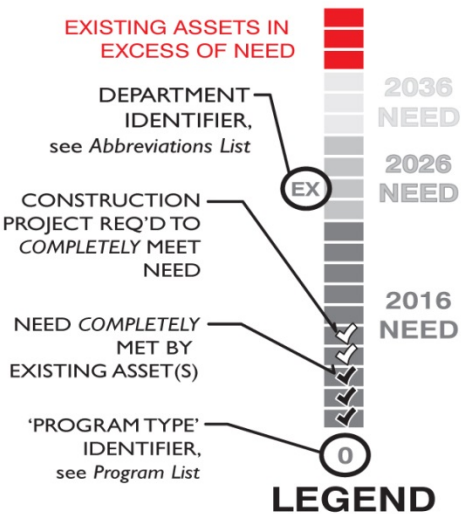 EXISTING ASSETS IN
EXCESS OF NEED
2036
NEED
DEPARTMENT
IDENTIFIER,
see Abbreviations List
2026
NEED
EX
CONSTRUCTION
PROJECT REQ'D TO
COMPLETELY MEET
NEED
2016
NEED
NEED COMPLETELY
MET BY
EXISTING ASSET(S)
'PROGRAM TYPE'
IDENTIFIER,
see Program List
0
LEGEND